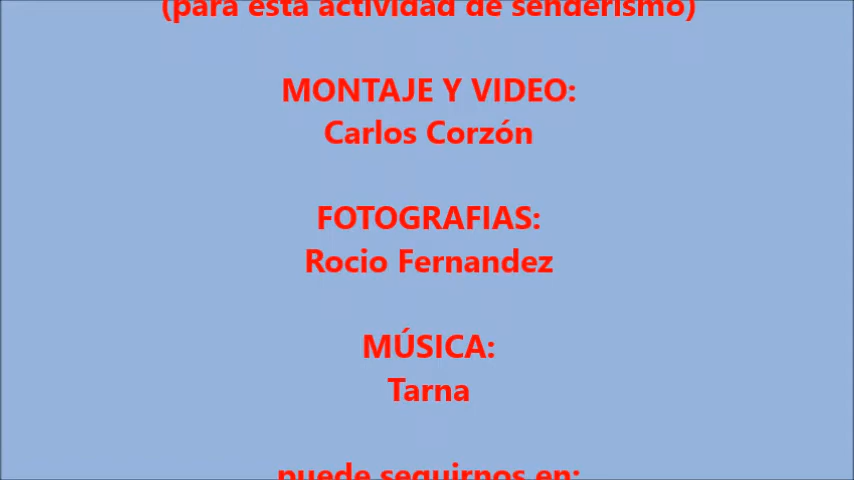 (para esta actividad de senderismo)
MONTAJE Y VIDEO:
Carlos Corzón
FOTOGRAFIAS:
Rocio Fernandez
MÚSICA:
Tarna
puede seguirnos en: